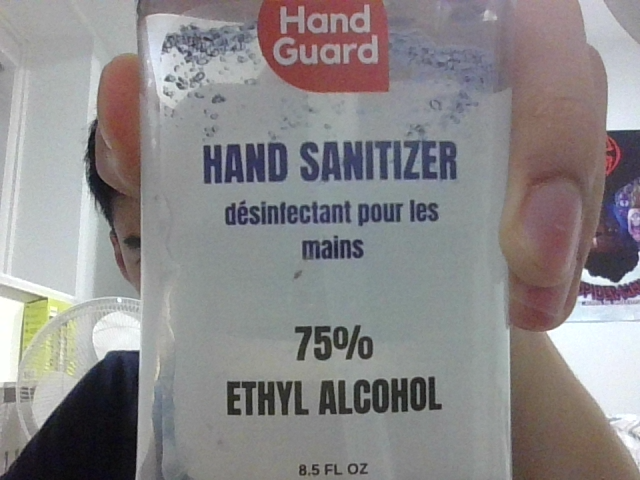 Hand
Guard
HAND SANITIZER
désinfectant pour les
mains
75%
ETHYL ALCOHOL
8.5 FL OZ